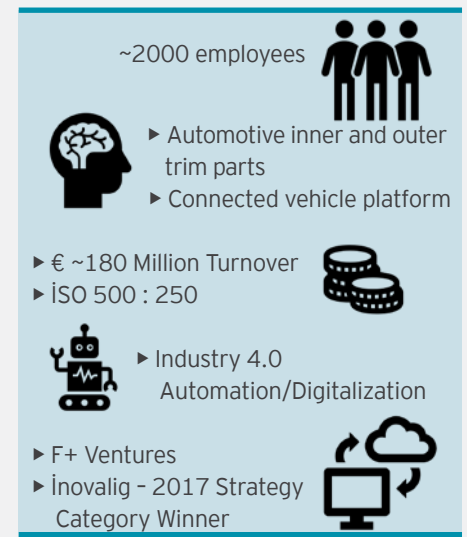 ~2000 employees
▸ Automotive inner and outer
trim parts
▸ Connected vehicle platform
▸ € ~180 Million Turnover
▸ İSO 500 : 250
▸ Industry 4.0
Automation/Digitalization
▸ F+ Ventures
▸ İnovalig – 2017 Strategy
Category Winner